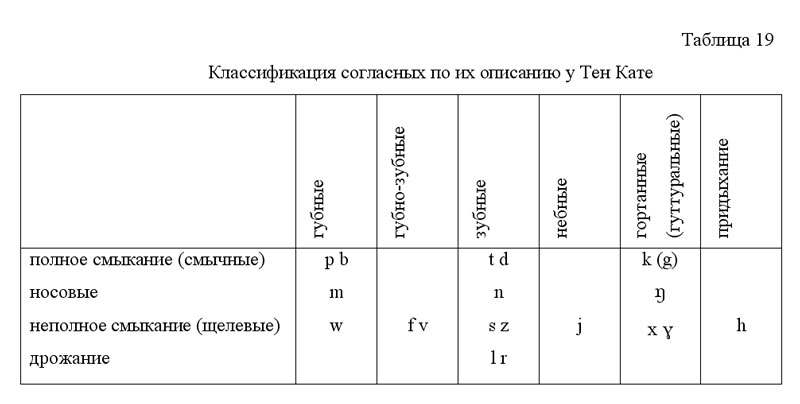 Таблица 19
Классификация согласных по их описанию у Тен Кате
губные губно-зубные зубные небные гортанные (гуттуральные) придыхание
полное смыкание (смычные) p b t d k (g)
носовые m n ŋ
неполное смыкание (щелевые) w f v s z j x ɣ h
дрожание l r